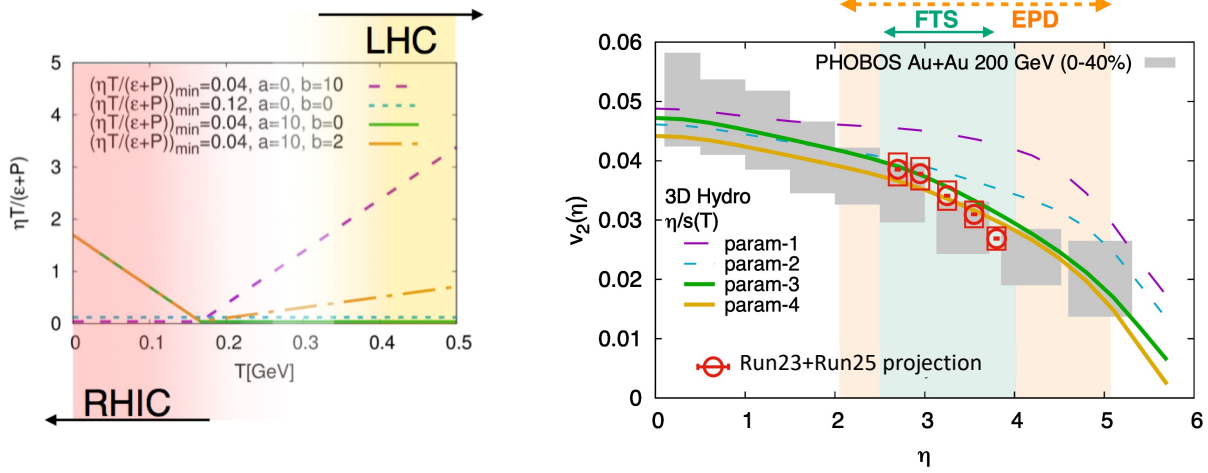 LHC
5
4
3
2
1
0
ηT/(ε+P)
(ηT/(ε+P))min=0.04, a=0, b=10
(ηT/(ε+P))min=0.12, a=0, b=0
(ηT/(ε+P))min=0.04, a=10, b=0
(ηT/(ε+P))min=0.04, a=10, b=2
0 0.1 0.2 0.3 0.4 0.5
T[GeV]
RHIC
FTS EPD
0.06
0.05
0.04
0.03
0.02
0.01
0
v2(η)
PHOBOS Au+Au 200 GeV (0-40%)
3D Hydro
η/s(T)
param-1
param-2
param-3
param-4
Run23+Run25 projection
0 1 2 3 4 5 6
η